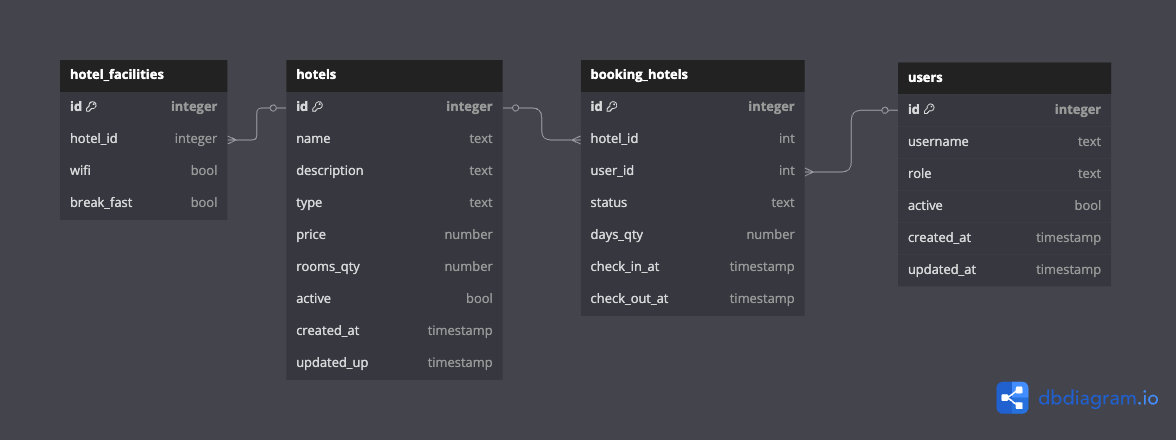 hotel_facilities
id integer
hotel_id integer
wifi bool
break_fast bool
hotels
id integer
name text
description text
type text
price number
rooms_qty number
active bool
created_at timestamp
updated_up timestamp
booking_hotels
id integer
hotel_id int
user_id int
status text
days_qty number
check_in_at timestamp
check_out_at timestamp
users
id integer
username text
role text
active bool
created_at timestamp
updated_at timestamp
dbdiagram.io